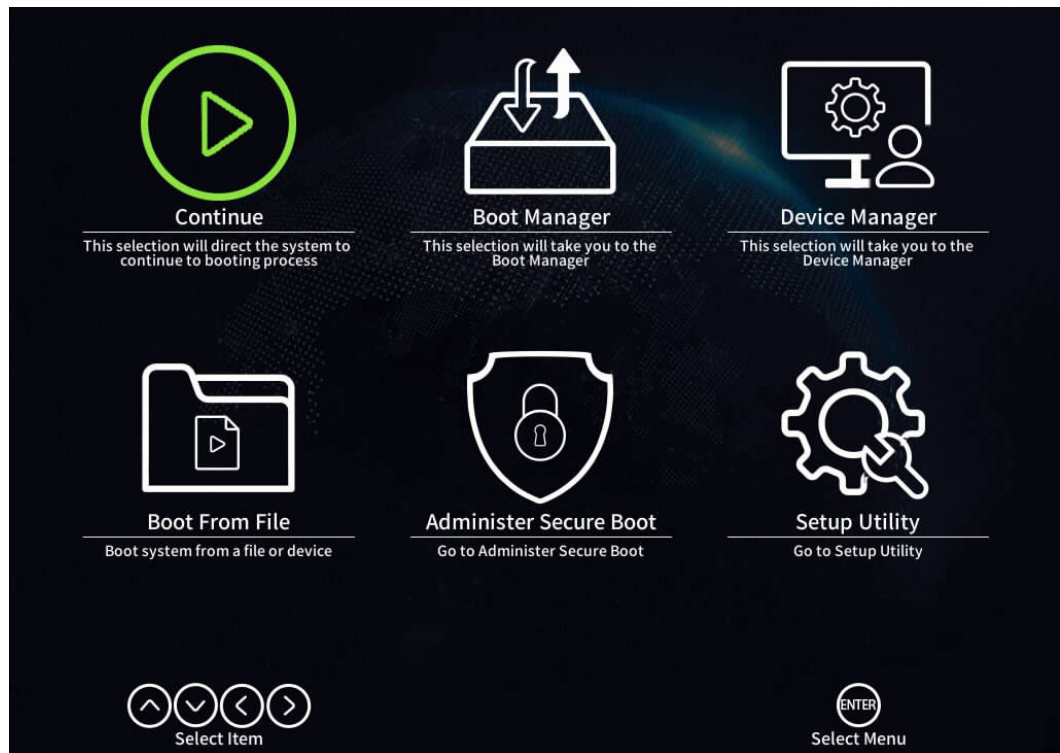 Continue
This selection will direct the system to
continue to booting process
Boot Manager
This selection will take you to the
Boot Manager
Device Manager
This selection will take you to the
Device Manager
Boot From File
Boot system from a file or device
Administer Secure Boot
Go to Administer Secure Boot
Setup Utility
Go to Setup Utility
Select Item
ENTER
Select Menu